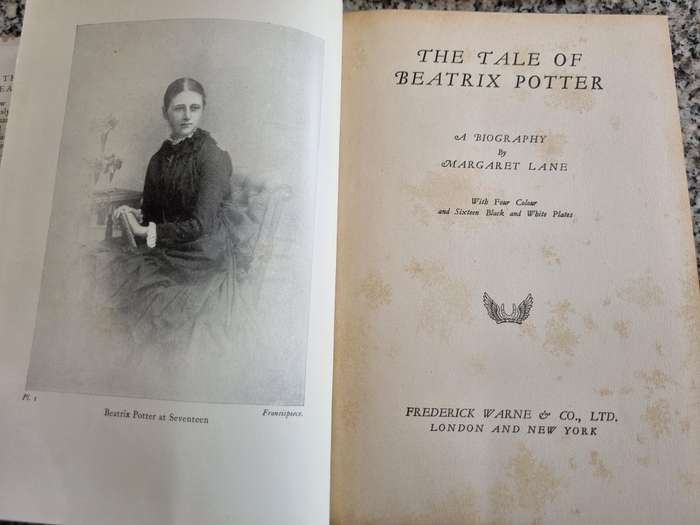 Pl. 1
Frontispiece.
Beatrix Potter at Seventeen
THE TALE OF
BEATRIX POTTER
A BIOGRAPHY
By
MARGARET LANE
With Four Colour
and Sixteen Black and White Plates
FREDERICK WARNE & CO., LTD.
LONDON AND NEW YORK